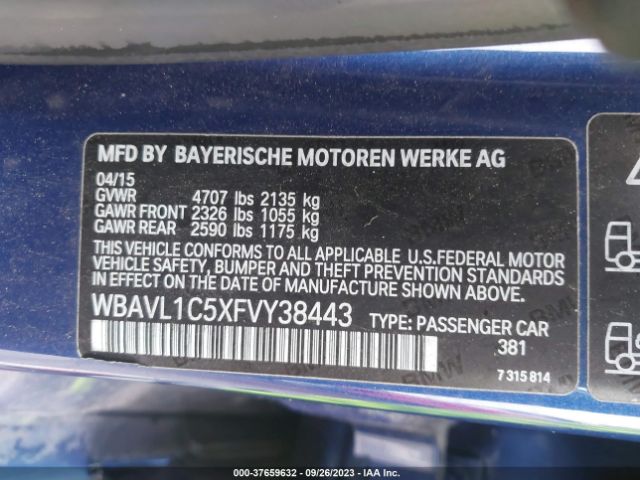 MFD BY BAYERISCHE MOTOREN WERKE AG
04/15
GVWR 4707 lbs 2135 kg
GAWR FRONT 2326 lbs 1055 kg
GAWR REAR 2590 lbs 1175 kg
THIS VEHICLE CONFORMS TO ALL APPLICABLE U.S.FEDERAL MOTOR
VEHICLE SAFETY, BUMPER AND THEFT PREVENTION STANDARDS
IN EFFECT ON THE DATE OF MANUFACTURE SHOWN ABOVE.
WBAVL1C5XFVY38443 TYPE: PASSENGER CAR
381
7 315 814
000-37659632 - 09/26/2023 - IAA Inc.